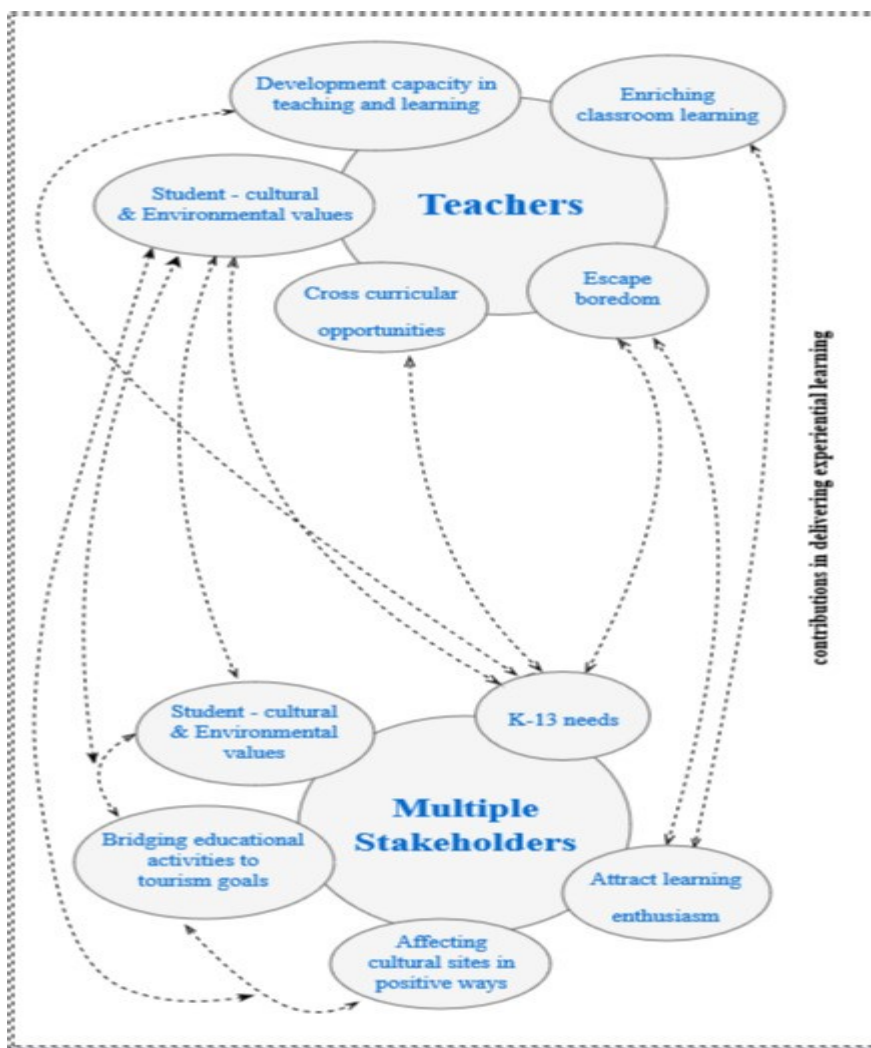 Development capacity in
teaching and learning
Enriching
classroom learning
Student - cultural
& Environmental values
Teachers
Cross curricular
opportunities
Escape
boredom
contributions in delivering experiential learning
Student - cultural
& Environmental
values
K-13 needs
Multiple
Stakeholders
Bridging educational
activities to
tourism goals
Attract learning
enthusiasm
Affecting
cultural sites in
positive ways